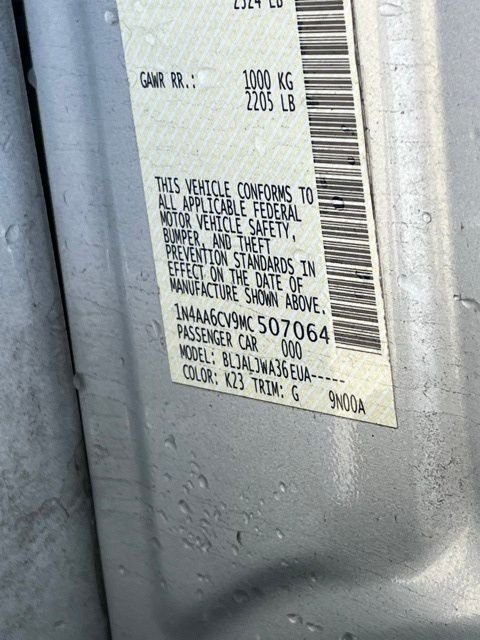 2324 LB
GAWR RR.: 1000 KG
2205 LB
THIS VEHICLE CONFORMS TO
ALL APPLICABLE FEDERAL
MOTOR VEHICLE SAFETY,
BUMPER, AND THEFT
PREVENTION STANDARDS IN
EFFECT ON THE DATE OF
MANUFACTURE SHOWN ABOVE.
1N4AA6CV9MC507064
PASSENGER CAR 000
MODEL: BLJALJWA36EUA-----
COLOR: K23 TRIM: G 9N00A